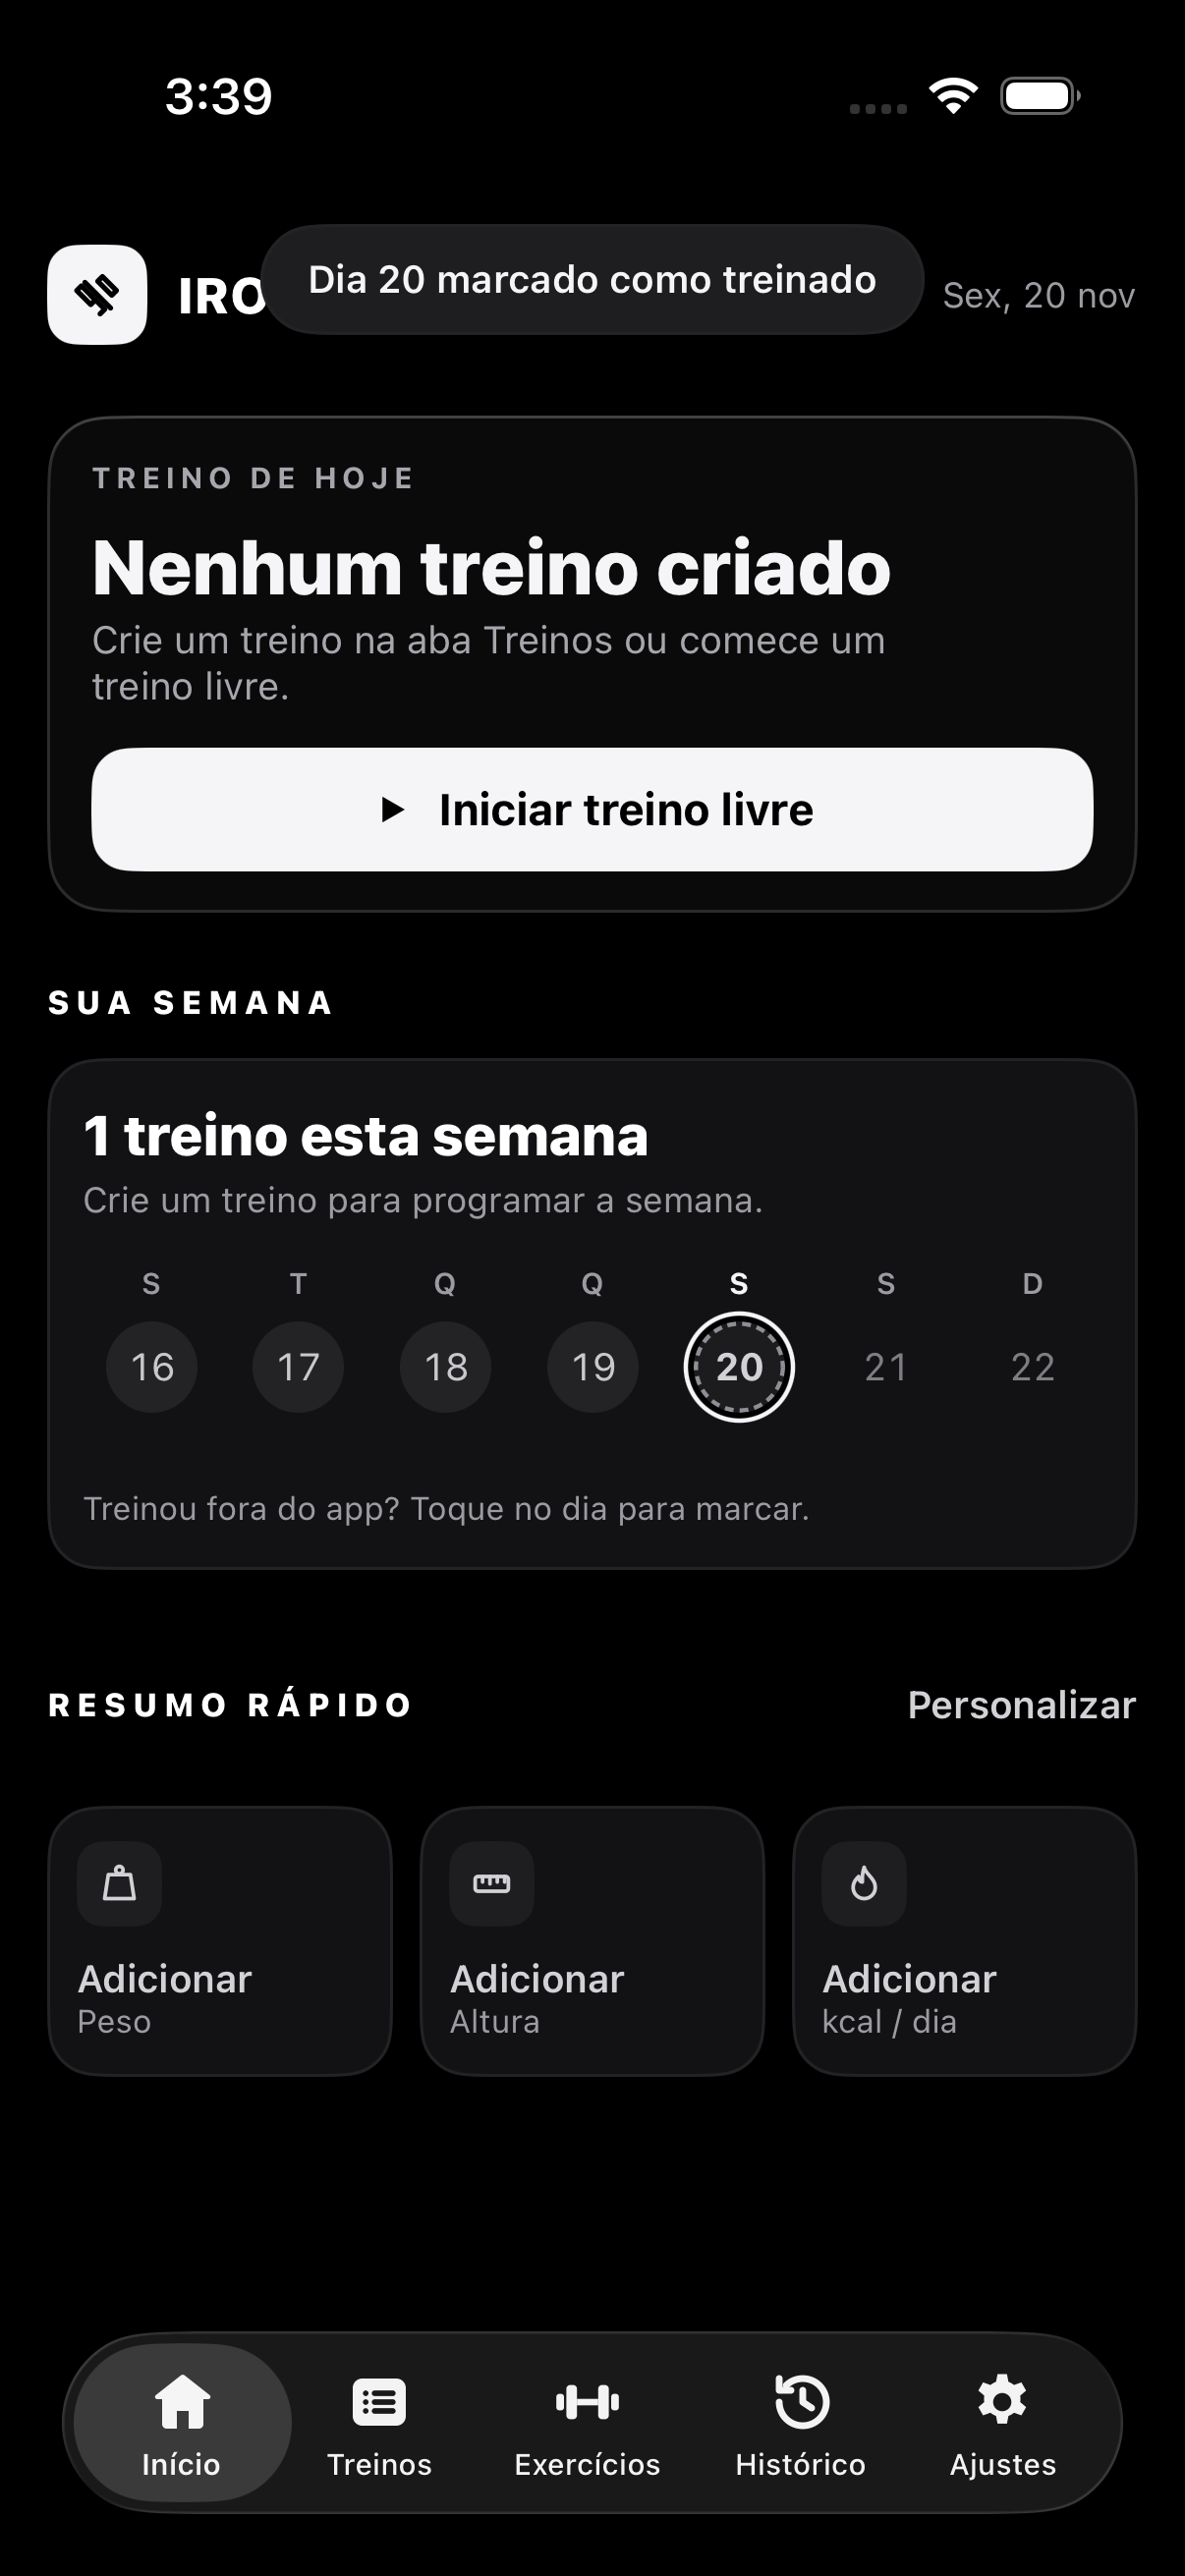 3:39
IRO
Dia 20 marcado como treinado
Sex, 20 nov
TREINO DE HOJE
Nenhum treino criado
Crie um treino na aba Treinos ou comece um
treino livre.
Iniciar treino livre
SUA SEMANA
1 treino esta semana
Crie um treino para programar a semana.
S T Q Q S S D
16 17 18 19 20 21 22
Treinou fora do app? Toque no dia para marcar.
RESUMO RÁPIDO
Personalizar
Adicionar
Peso
Adicionar
Altura
Adicionar
kcal / dia
Início
Treinos
Exercícios
Histórico
Ajustes